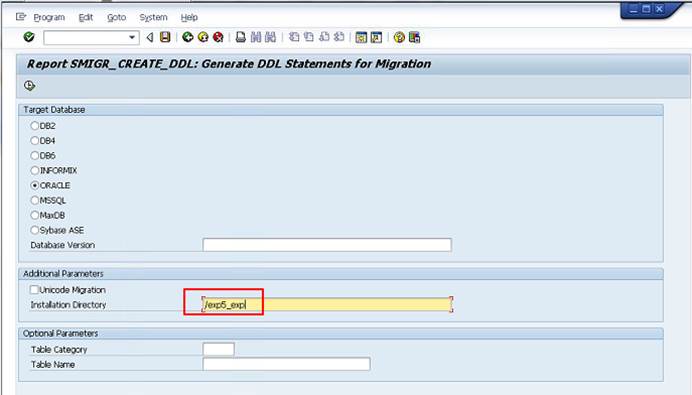 Program Edit Goto System Help
Report SMIGR_CREATE_DDL: Generate DDL Statements for Migration
Target Database
DB2
DB4
DB6
INFORMIX
ORACLE
MSSQL
MaxDB
Sybase ASE
Database Version
Additional Parameters
Unicode Migration
Installation Directory /exp5_exp
Optional Parameters
Table Category
Table Name